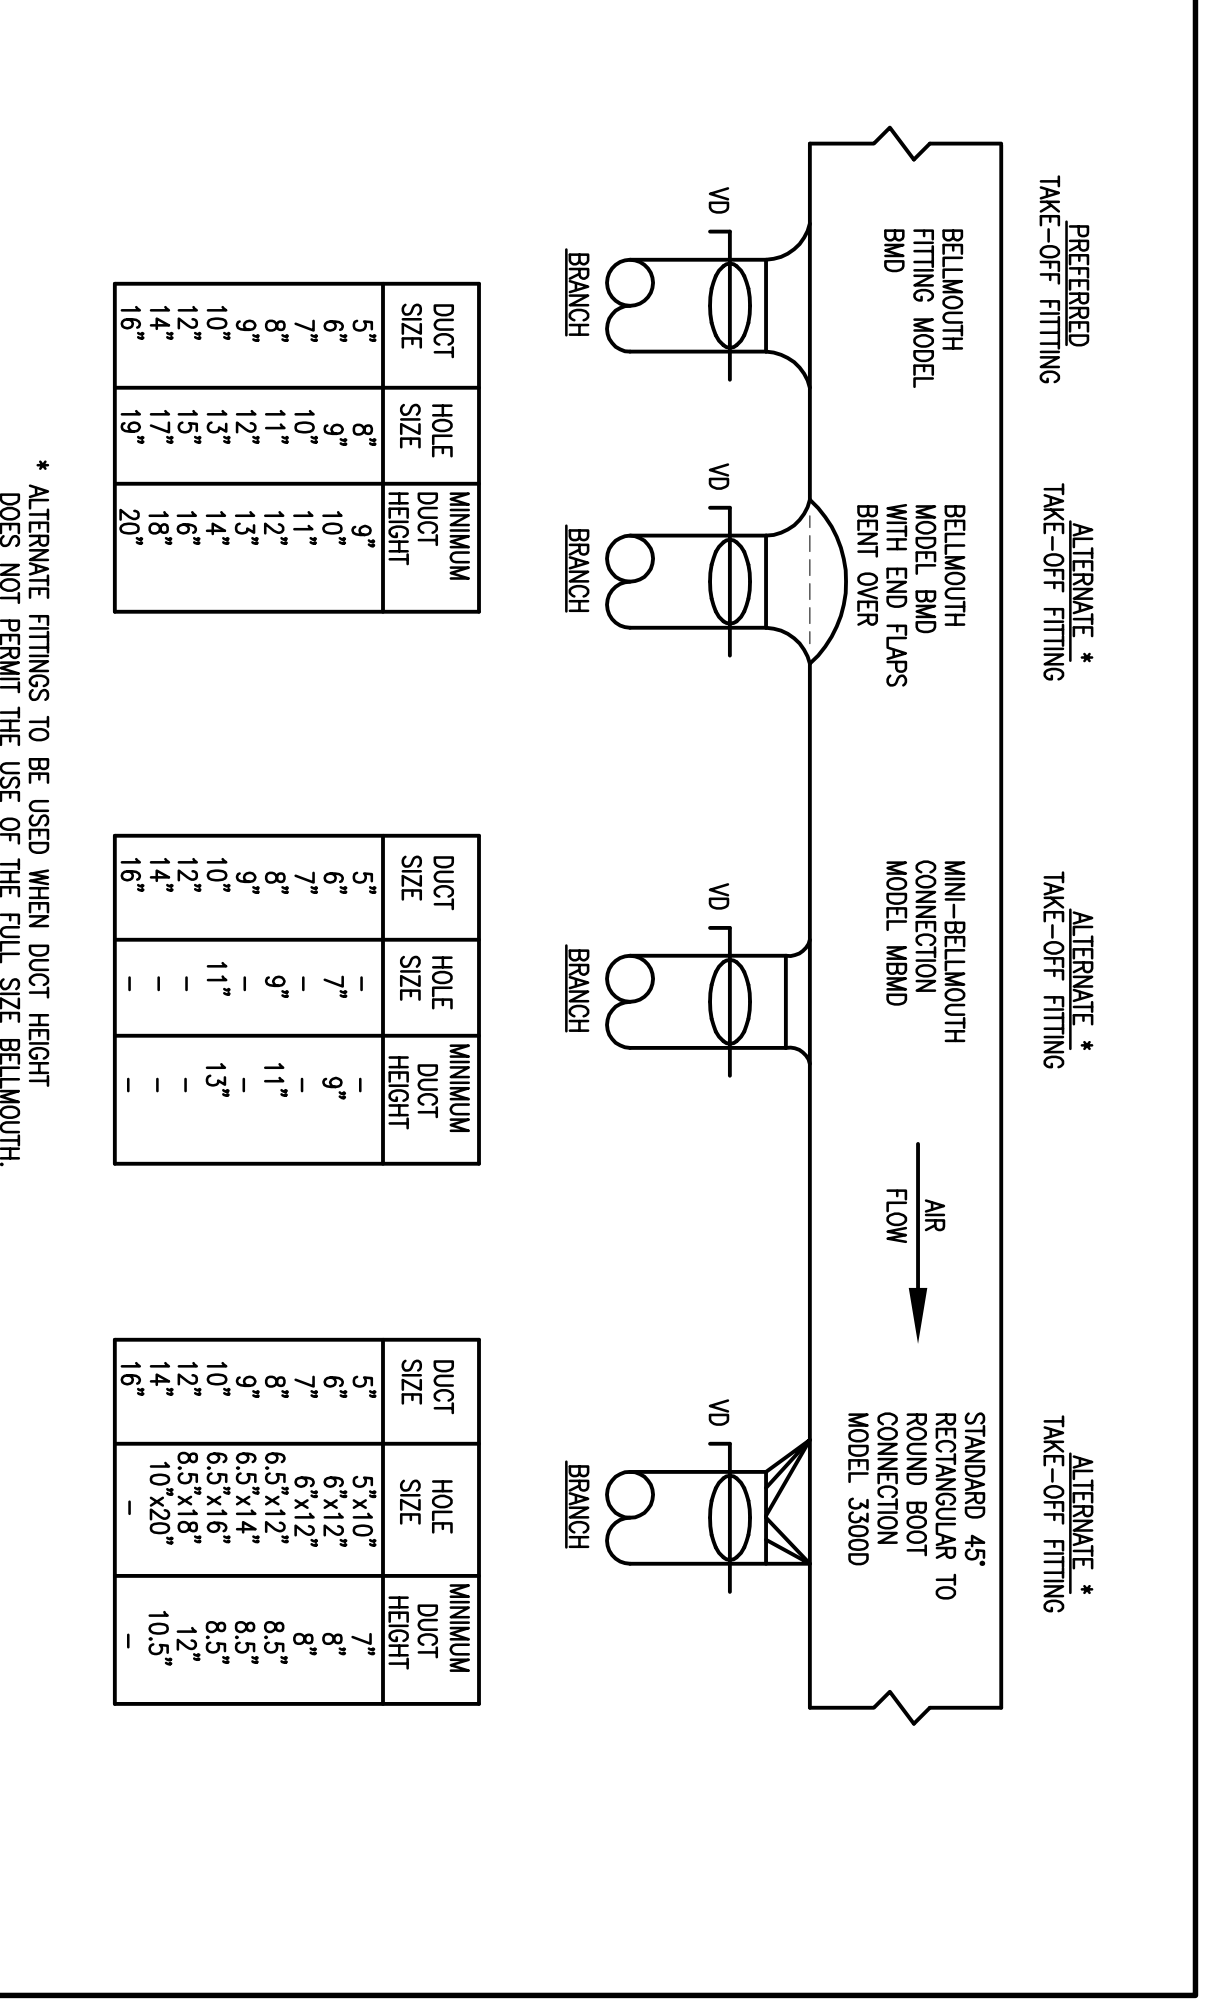 PREFERRED
TAKE-OFF FITTING
ALTERNATE *
TAKE-OFF FITTING
ALTERNATE *
TAKE-OFF FITTING
ALTERNATE *
TAKE-OFF FITTING
BELLMOUTH
FITTING MODEL
BMD
BELLMOUTH
MODEL BMD
WITH END FLAPS
BENT OVER
MINI-BELLMOUTH
CONNECTION
MODEL MBMD
AIR
FLOW
STANDARD 45°
RECTANGULAR TO
ROUND BOOT
CONNECTION
MODEL 3300D
VD
VD
VD
VD
BRANCH
BRANCH
BRANCH
BRANCH
DUCT SIZE HOLE SIZE MINIMUM DUCT HEIGHT
5" 8" 9"
6" 9" 10"
7" 10" 11"
8" 11" 12"
9" 12" 13"
10" 13" 14"
12" 15" 16"
14" 17" 18"
16" 19" 20"
DUCT SIZE HOLE SIZE MINIMUM DUCT HEIGHT
5" - -
6" 7" 9"
7" - -
8" 9" 11"
9" - -
10" 11" 13"
12" - -
14" - -
16" - -
DUCT SIZE HOLE SIZE MINIMUM DUCT HEIGHT
5" 5"x10" 7"
6" 6"x12" 8"
7" 6"x12" 8"
8" 6.5"x12" 8.5"
9" 6.5"x14" 8.5"
10" 6.5"x16" 8.5"
12" 8.5"x18" 12"
14" 10"x20" 10.5"
16" - -
* ALTERNATE FITTINGS TO BE USED WHEN DUCT HEIGHT
DOES NOT PERMIT THE USE OF THE FULL SIZE BELLMOUTH.